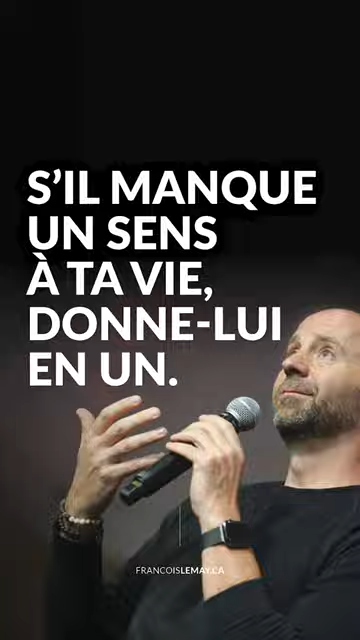 S'IL MANQUE
UN SENS
À TA VIE,
DONNE-LUI
EN UN.
FRANCOISLEMAY.CA